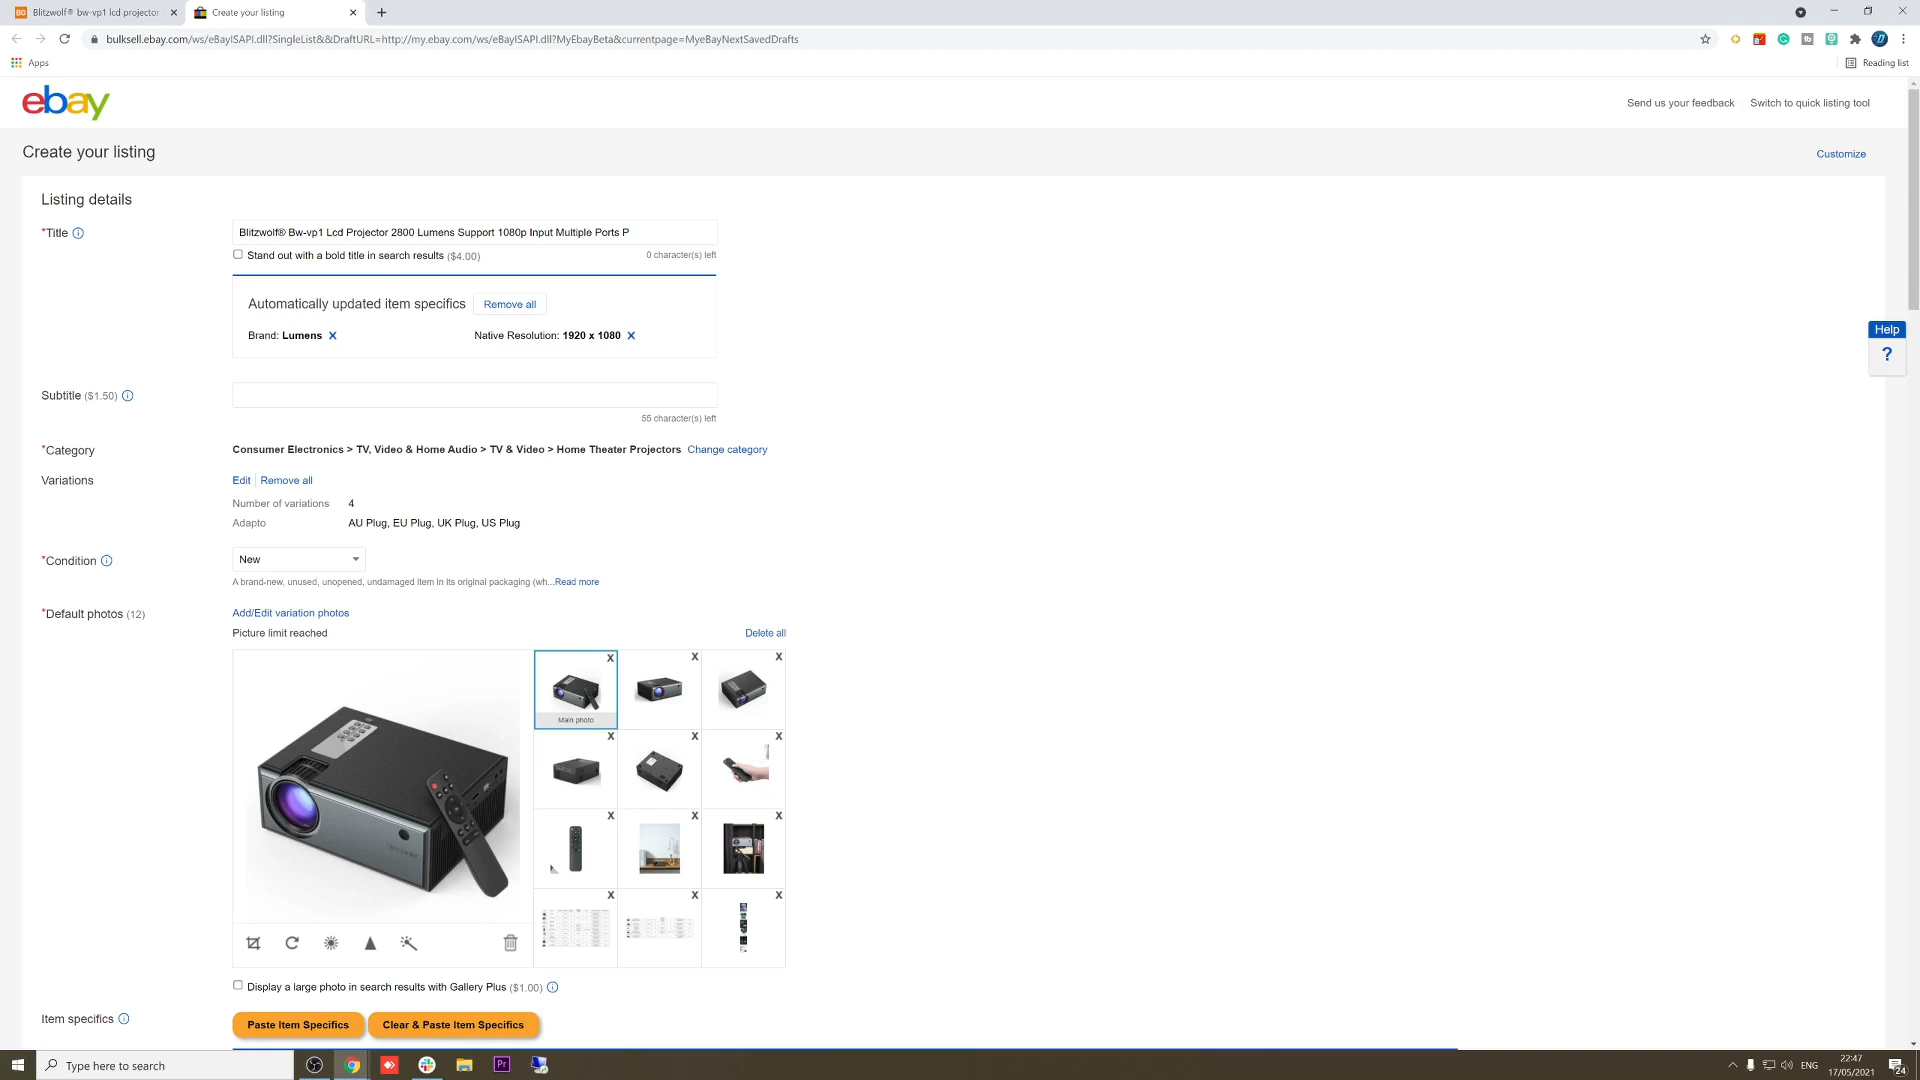 Blitzwolf® bw-vp1 lcd projector
Create your listing
bulksell.ebay.com/ws/eBayISAPI.dll?SingleList&&DraftURL=http://my.ebay.com/ws/eBayISAPI.dll?MyEbayBeta&currentpage=MyeBayNextSavedDrafts
Apps
Reading list
ebay
Send us your feedback
Switch to quick listing tool
Create your listing
Customize
Listing details
*Title
Blitzwolf® Bw-vp1 Lcd Projector 2800 Lumens Support 1080p Input Multiple Ports P
Stand out with a bold title in search results ($4.00)
0 character(s) left
Automatically updated item specifics
Remove all
Brand: Lumens X
Native Resolution: 1920 x 1080 X
Help
?
Subtitle ($1.50)
55 character(s) left
*Category
Consumer Electronics > TV, Video & Home Audio > TV & Video > Home Theater Projectors Change category
Variations
Edit
Remove all
Number of variations 4
Adapto AU Plug, EU Plug, UK Plug, US Plug
*Condition
New
A brand-new, unused, unopened, undamaged item in its original packaging (wh...Read more
*Default photos (12)
Add/Edit variation photos
Picture limit reached
Delete all
X X X
Main photo
X X X
X X X
X X X
Display a large photo in search results with Gallery Plus ($1.00)
Item specifics
Paste Item Specifics
Clear & Paste Item Specifics
Type here to search
Pr
ENG
22:47
17/05/2021
24